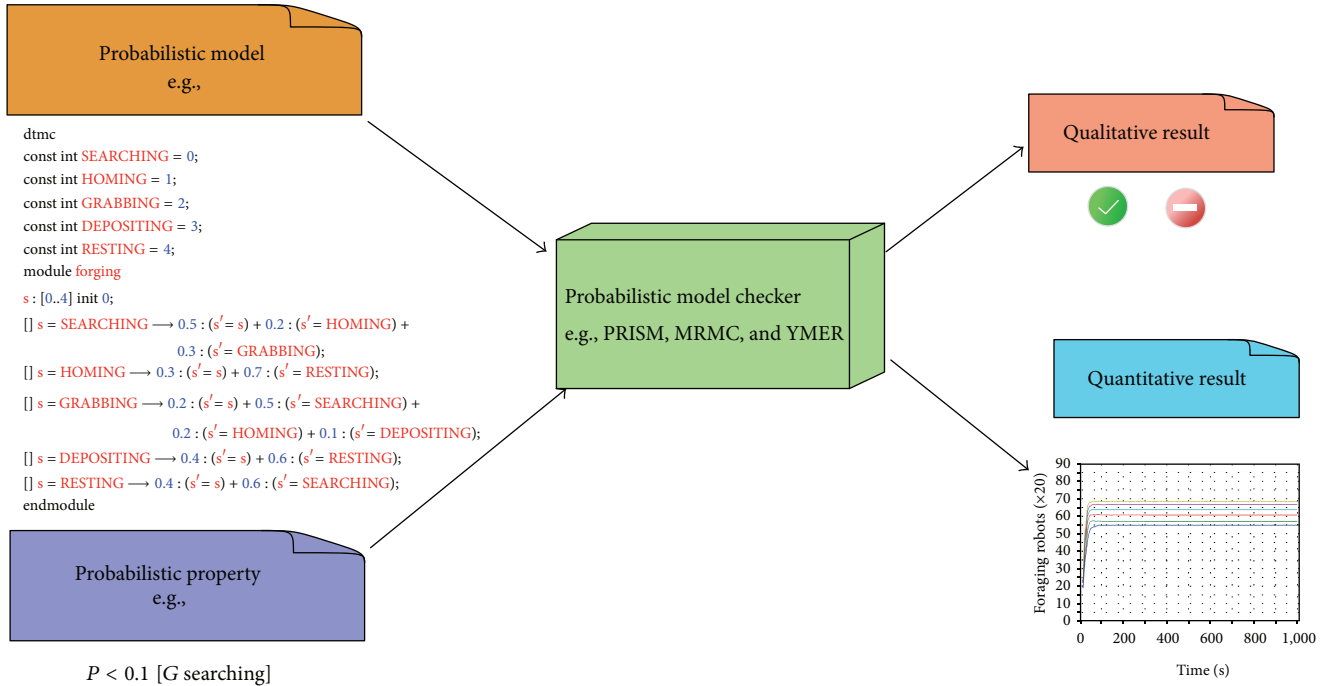 Probabilistic model
e.g.,
dtmc
const int SEARCHING = 0;
const int HOMING = 1;
const int GRABBING = 2;
const int DEPOSITING = 3;
const int RESTING = 4;
module forging
s : [0..4] init 0;
[] s = SEARCHING ⟶ 0.5 : (s′= s) + 0.2 : (s′= HOMING) +
0.3 : (s′= GRABBING);
[] s = HOMING ⟶ 0.3 : (s′= s) + 0.7 : (s′= RESTING);
[] s = GRABBING ⟶ 0.2 : (s′= s) + 0.5 : (s′= SEARCHING) +
0.2 : (s′= HOMING) + 0.1 : (s′= DEPOSITING);
[] s = DEPOSITING ⟶ 0.4 : (s′= s) + 0.6 : (s′= RESTING);
[] s = RESTING ⟶ 0.4 : (s′= s) + 0.6 : (s′= SEARCHING);
endmodule
Probabilistic property
e.g.,
P < 0.1 [G searching]
Probabilistic model checker
e.g., PRISM, MRMC, and YMER
Qualitative result
Quantitative result
Foraging robots (×20)
90
80
70
60
50
40
30
20
10
0
0 200 400 600 800 1,000
Time (s)